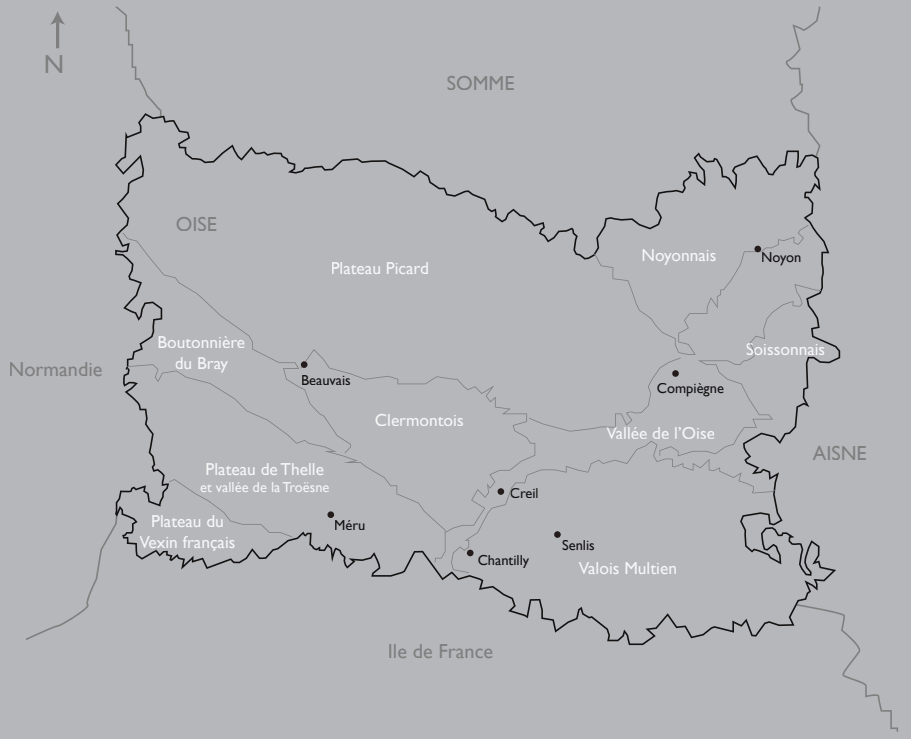 N
SOMME
OISE
Noyonnais
Noyon
Plateau Picard
Boutonnière
du Bray
Soissonnais
Normandie
Beauvais
Compiègne
Clermontois
Vallée de l'Oise
AISNE
Plateau de Thelle
et vallée de la Troësne
Creil
Plateau du
Vexin français
Méru
Senlis
Chantilly
Valois Multien
Ile de France